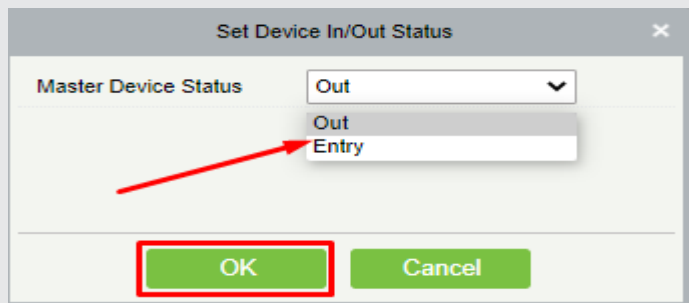 Set Device In/Out Status ×
Master Device Status Out
Out
Entry
OK Cancel